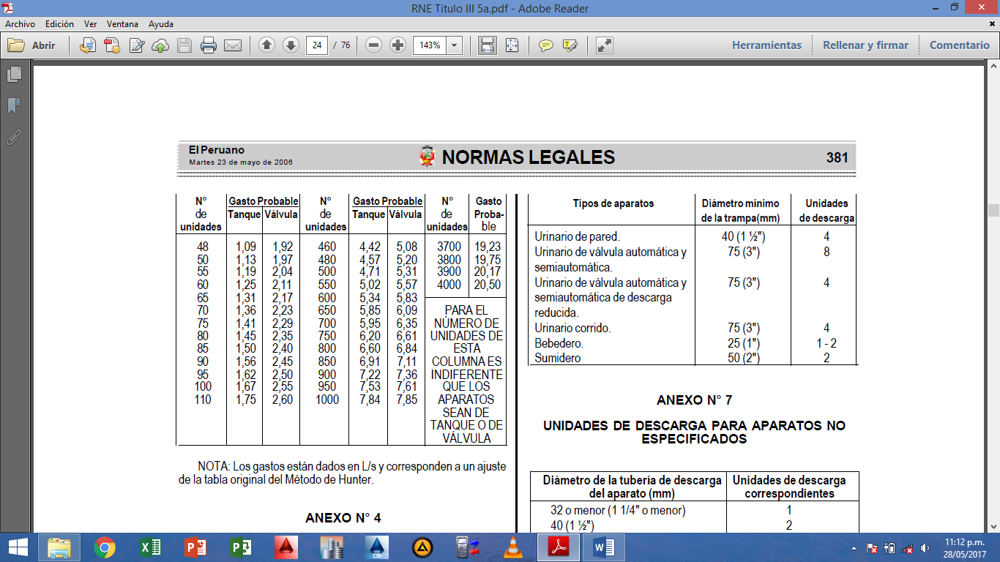 RNE Titulo III 5a.pdf - Adobe Reader
Archivo Edición Ver Ventana Ayuda
Abrir 24 / 76 143% Herramientas Rellenar y firmar Comentario
El Peruano
Martes 23 de mayo de 2006
NORMAS LEGALES
381
N° de unidades Gasto Probable N° de unidades Gasto Probable N° de unidades Gasto Proba-ble
Tanque Válvula Tanque Válvula
48 1,09 1,92 460 4,42 5,08 3700 19,23
50 1,13 1,97 480 4,57 5,20 3800 19,75
55 1,19 2,04 500 4,71 5,31 3900 20,17
60 1,25 2,11 550 5,02 5,57 4000 20,50
65 1,31 2,17 600 5,34 5,83
70 1,36 2,23 650 5,85 6,09
75 1,41 2,29 700 5,95 6,35
80 1,45 2,35 750 6,20 6,61
85 1,50 2,40 800 6,60 6,84
90 1,56 2,45 850 6,91 7,11
95 1,62 2,50 900 7,22 7,36
100 1,67 2,55 950 7,53 7,61
110 1,75 2,60 1000 7,84 7,85
PARA EL
NÚMERO DE
UNIDADES DE
ESTA
COLUMNA ES
INDIFERENTE
QUE LOS
APARATOS
SEAN DE
TANQUE O DE
VÁLVULA
NOTA: Los gastos están dados en L/s y corresponden a un ajuste
de la tabla original del Método de Hunter.
ANEXO N° 4
Tipos de aparatos Diámetro mínimo de la trampa(mm) Unidades de descarga
Urinario de pared. 40 (1 ½") 4
Urinario de válvula automática y 75 (3") 8
semiautomática.
Urinario de válvula automática y 75 (3") 4
semiautomática de descarga
reducida.
Urinario corrido. 75 (3") 4
Bebedero. 25 (1") 1 - 2
Sumidero 50 (2") 2
ANEXO N° 7
UNIDADES DE DESCARGA PARA APARATOS NO
ESPECIFICADOS
Diámetro de la tubería de descarga Unidades de descarga
del aparato (mm) correspondientes
32 o menor (1 1/4" o menor) 1
40 (1 ½") 2
11:12 p.m.
28/05/2017